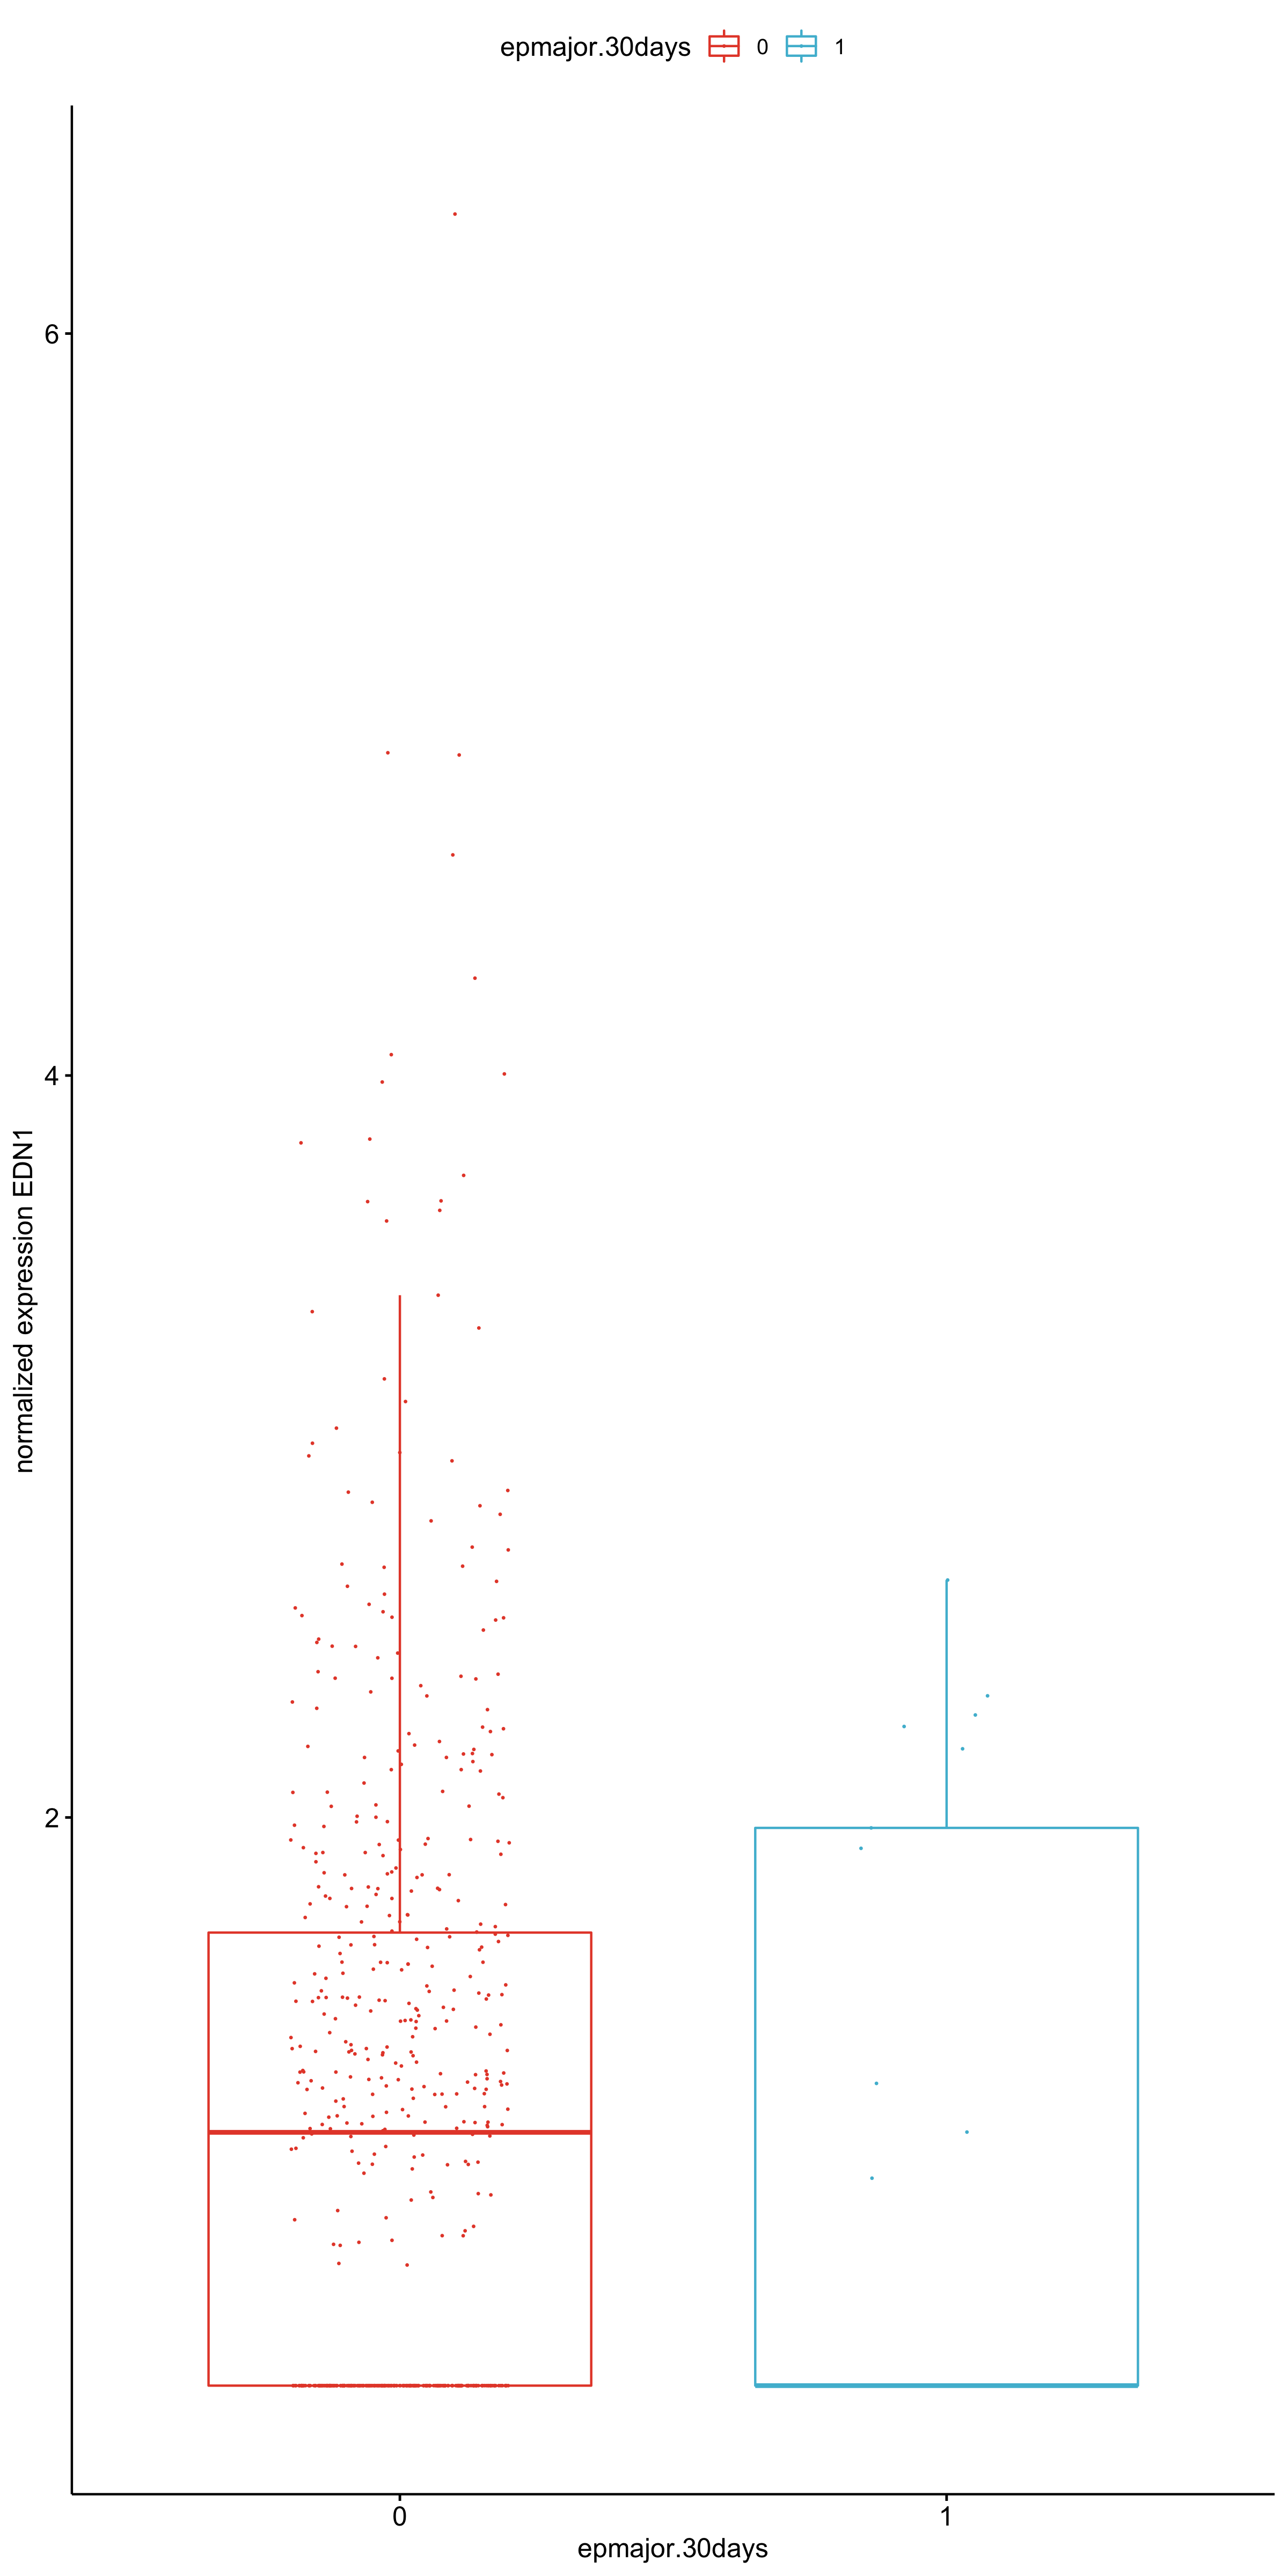 epmajor.30days 0 1
6
4
2
normalized expression EDN1
0 1
epmajor.30days